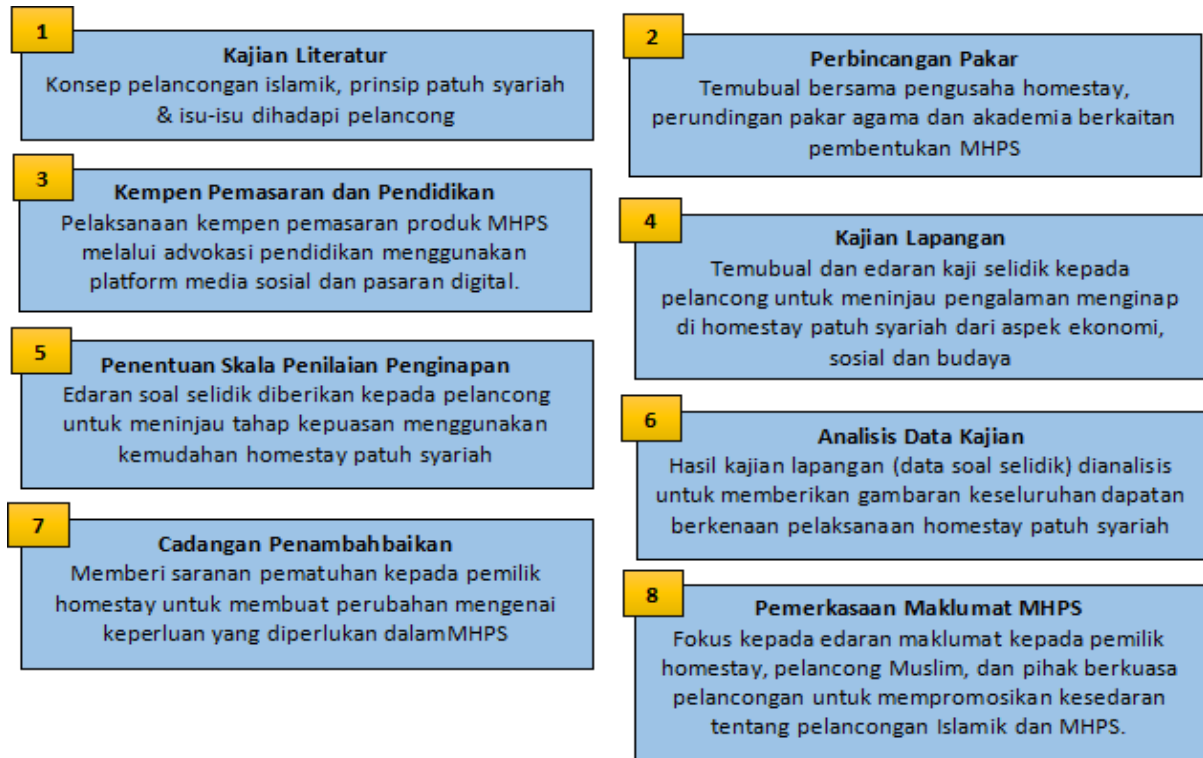 1
Kajian Literatur
Konsep pelancongan islamik, prinsip patuh syariah
& isu-isu dihadapi pelancong
2
Perbincangan Pakar
Temubual bersama pengusaha homestay,
perundingan pakar agama dan akademia berkaitan
pembentukan MHPS
3
Kempen Pemasaran dan Pendidikan
Pelaksanaan kempen pemasaran produk MHPS
melalui advokasi pendidikan menggunakan
platform media sosial dan pasaran digital.
4
Kajian Lapangan
Temubual dan edaran kaji selidik kepada
pelancong untuk meninjau pengalaman menginap
di homestay patuh syariah dari aspek ekonomi,
sosial dan budaya
5
Penentuan Skala Penilaian Penginapan
Edaran soal selidik diberikan kepada pelancong
untuk meninjau tahap kepuasan menggunakan
kemudahan homestay patuh syariah
6
Analisis Data Kajian
Hasil kajian lapangan (data soal selidik) dianalisis
untuk memberikan gambaran keseluruhan dapatan
berkenaan pelaksanaan homestay patuh syariah
7
Cadangan Penambahbaikan
Memberi saranan pematuhan kepada pemilik
homestay untuk membuat perubahan mengenai
keperluan yang diperlukan dalamMHPS
8
Pemerkasaan Maklumat MHPS
Fokus kepada edaran maklumat kepada pemilik
homestay, pelancong Muslim, dan pihak berkuasa
pelancongan untuk mempromosikan kesedaran
tentang pelancongan Islamik dan MHPS.